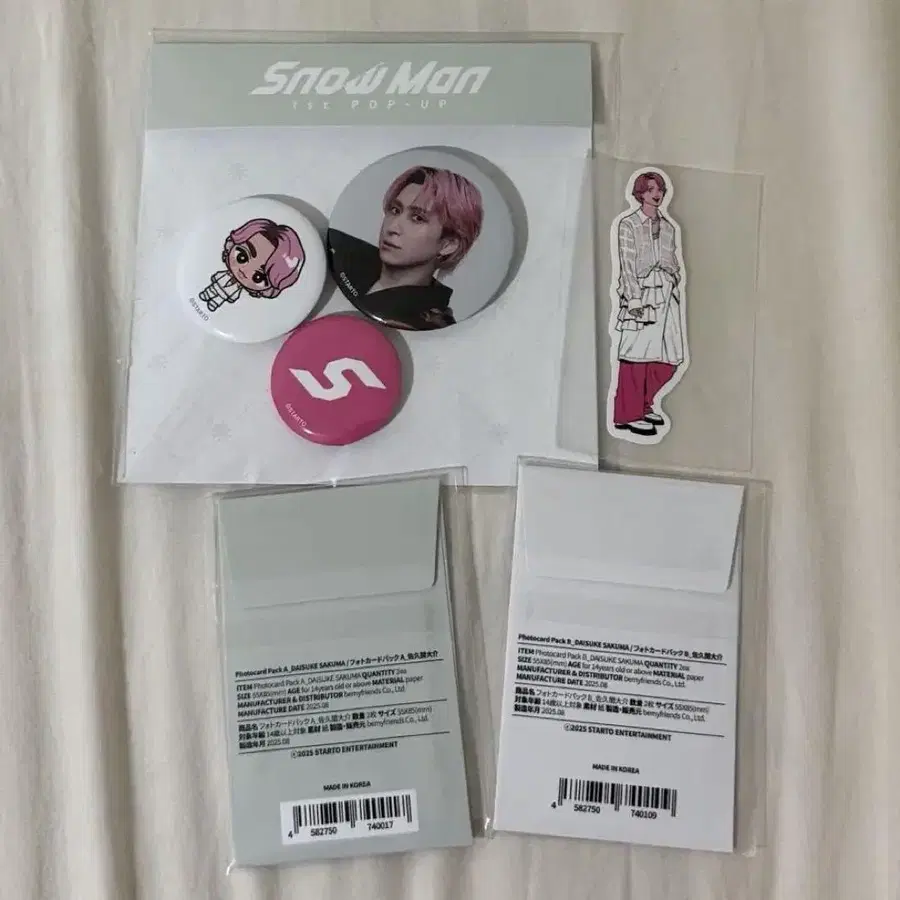 Snow Man
1st POP-UP
©STARTO
©STARTO
S
©STARTO
Photocard Pack A_DAISUKE SAKUMA / フォトカードパック A_佐久間大介
ITEM Photocard Pack A_DAISUKE SAKUMA QUANTITY 2ea
SIZE 55X85(mm) AGE for 14years old or above MATERIAL paper
MANUFACTURER & DISTRIBUTOR bemyfriends Co., Ltd.
MANUFACTURE DATE 2025.08
商品名 フォトカードパック A_佐久間大介 数量 2枚 サイズ 55X85(mm)
対象年齢 14歳以上対象 素材 紙 製造・販売元 bemyfriends Co., Ltd.
製造年月 2025.08
©2025 STARTO ENTERTAINMENT
MADE IN KOREA
4 582750 740017
Photocard Pack B_DAISUKE SAKUMA / フォトカードパック B_佐久間大介
ITEM Photocard Pack B_DAISUKE SAKUMA QUANTITY 2ea
SIZE 55X85(mm) AGE for 14years old or above MATERIAL paper
MANUFACTURER & DISTRIBUTOR bemyfriends Co., Ltd.
MANUFACTURE DATE 2025.08
商品名 フォトカードパック B_佐久間大介 数量 2枚 サイズ 55X85(mm)
対象年齢 14歳以上対象 素材 紙 製造・販売元 bemyfriends Co., Ltd.
製造年月 2025.08
©2025 STARTO ENTERTAINMENT
MADE IN KOREA
4 582750 740109